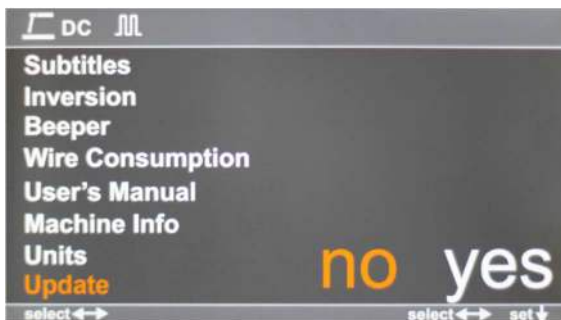 DC
Subtitles
Inversion
Beeper
Wire Consumption
User's Manual
Machine Info
Units
Update
no yes
select
select set